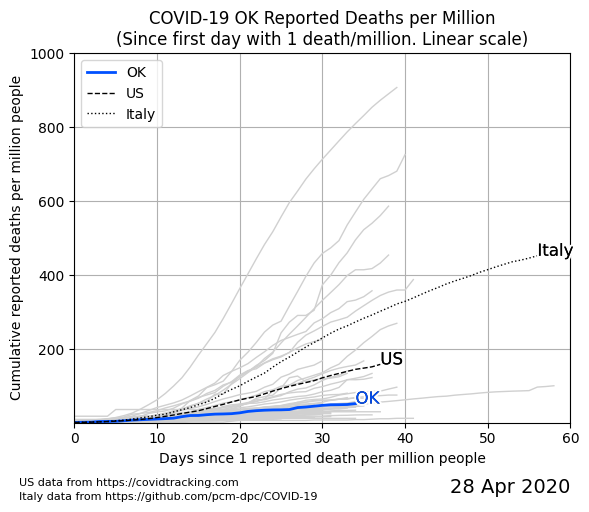 COVID-19 OK Reported Deaths per Million
(Since first day with 1 death/million. Linear scale)
Cumulative reported deaths per million people
1000
800
600
400
200
OK
US
Italy
Italy
US
OK
0
10
20
30
40
50
60
Days since 1 reported death per million people
US data from https://covidtracking.com
Italy data from https://github.com/pcm-dpc/COVID-19
28 Apr 2020